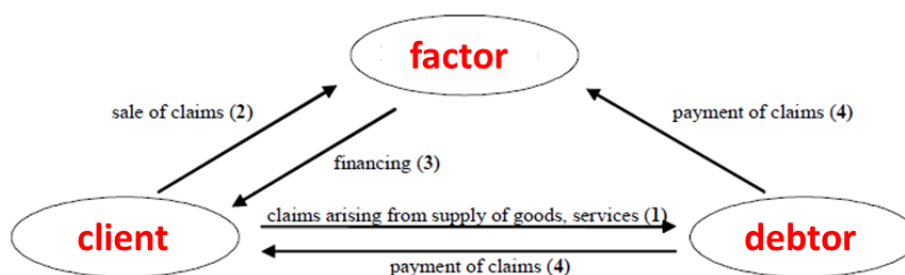 factor
sale of claims (2)
payment of claims (4)
financing (3)
claims arising from supply of goods, services (1)
client
debtor
payment of claims (4)